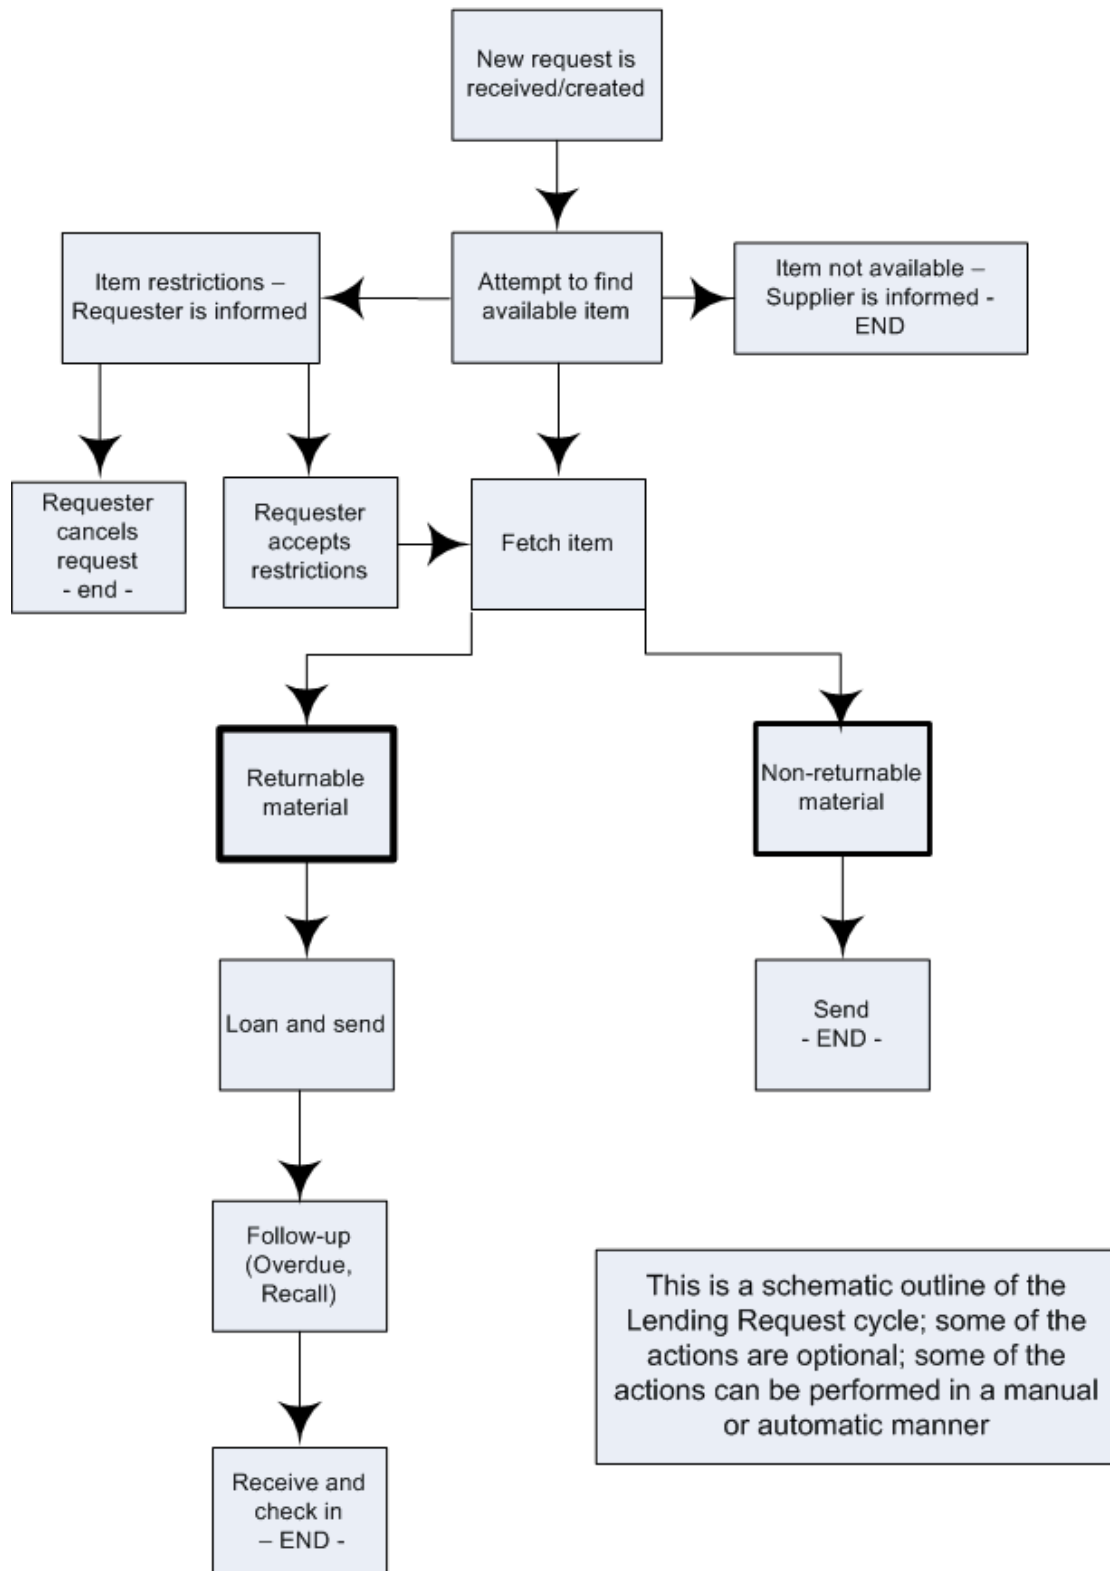 New request is
received/created
Item restrictions –
Requester is informed
Attempt to find
available item
Item not available –
Supplier is informed -
END
Requester
cancels
request
- end -
Requester
accepts
restrictions
Fetch item
Returnable
material
Non-returnable
material
Loan and send
Send
- END -
Follow-up
(Overdue,
Recall)
This is a schematic outline of the
Lending Request cycle; some of the
actions are optional; some of the
actions can be performed in a manual
or automatic manner
Receive and
check in
– END -